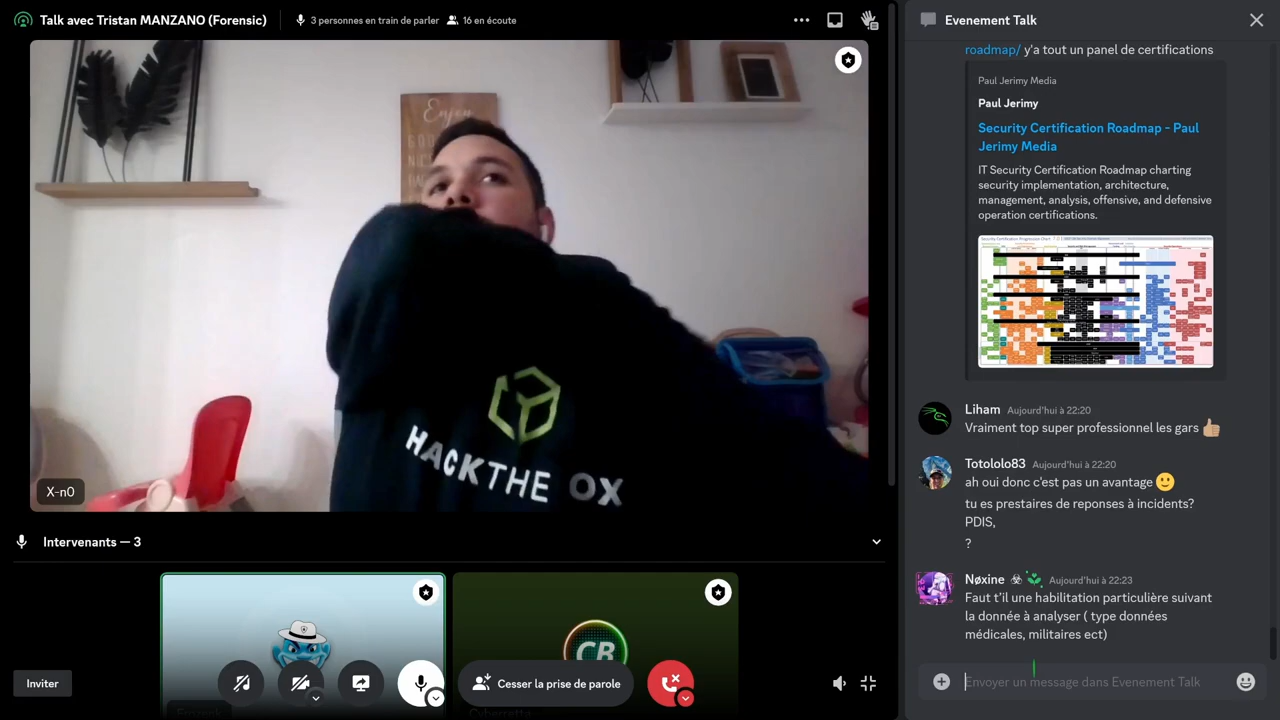 Talk avec Tristan MANZANO (Forensic)
3 personnes en train de parler
16 en écoute
Evenement Talk
roadmap/ y'a tout un panel de certifications
Paul Jerimy Media
Paul Jerimy
Security Certification Roadmap - Paul
Jerimy Media
IT Security Certification Roadmap charting
security implementation, architecture,
management, analysis, offensive, and defensive
operation certifications.
Enjoy
HACKTHE OX
X-n0
Liham Aujourd'hui à 22:20
Vraiment top super professionnel les gars
Totololo83 Aujourd'hui à 22:20
ah oui donc c'est pas un avantage
tu es prestaires de reponses à incidents?
PDIS,
?
Intervenants — 3
Nøxine Aujourd'hui à 22:23
Faut t'il une habilitation particulière suivant
la donnée à analyser ( type données
médicales, militaires ect)
CB
Inviter
Cesser la prise de parole
Envoyer un message dans Evenement Talk